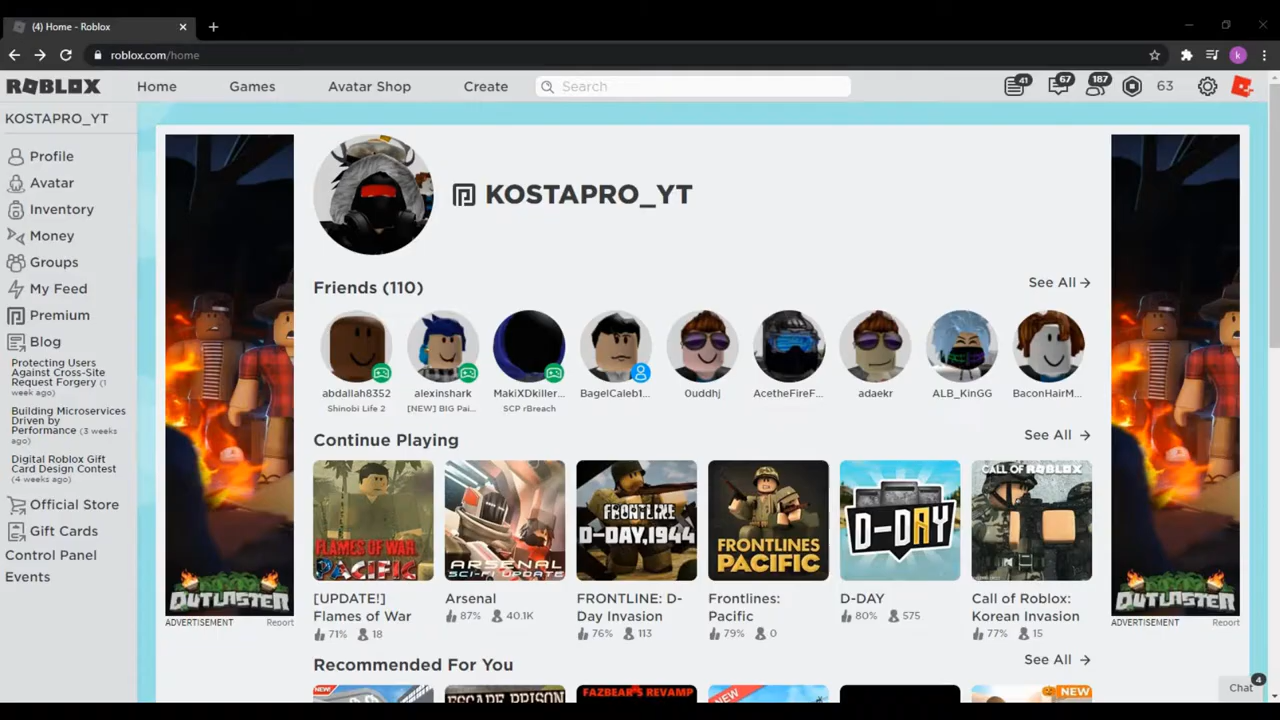 (4) Home - Roblox
roblox.com/home
k
ROBLOX
Home
Games
Avatar Shop
Create
Search
41
67
187
63
KOSTAPRO_YT
Profile
Avatar
Inventory
Money
Groups
My Feed
Premium
Blog
Protecting Users
Against Cross-Site
Request Forgery (1
week ago)
Building Microservices
Driven by
Performance (3 weeks
ago)
Digital Roblox Gift
Card Design Contest
(4 weeks ago)
Official Store
Gift Cards
Control Panel
Events
OUTLASTER
ADVERTISEMENT
Report
KOSTAPRO_YT
Friends (110)
See All
abdallah8352
Shinobi Life 2
alexinshark
[NEW] BIG Pai...
MakiXDkiller...
SCP rBreach
BagelCaleb1...
0uddhj
AcetheFireF...
adaekr
ALB_KinGG
BaconHairM...
Continue Playing
See All
FLAMES OF WAR
PACIFIC
[UPDATE!]
Flames of War
71% 18
ARSENAL
SCI-FI UPDATE
Arsenal
87% 40.1K
FRONTLINE
D-DAY,1944
FRONTLINE: D-
Day Invasion
76% 113
FRONTLINES
PACIFIC
Frontlines:
Pacific
79% 0
D-DAY
D-DAY
80% 575
CALL OF ROBLOX
Call of Roblox:
Korean Invasion
77% 15
Recommended For You
See All
NEW!
ESCAPE PRISON
FAZBEAR'S REVAMP
NEW
NEW
OUTLASTER
ADVERTISEMENT
Report
Chat
4